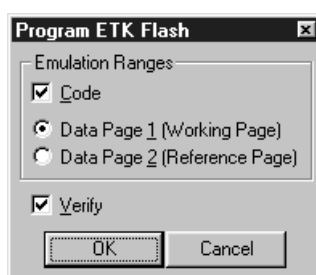 Program ETK Flash
Emulation Ranges
Code
Data Page 1 (Working Page)
Data Page 2 (Reference Page)
Verify
OK
Cancel